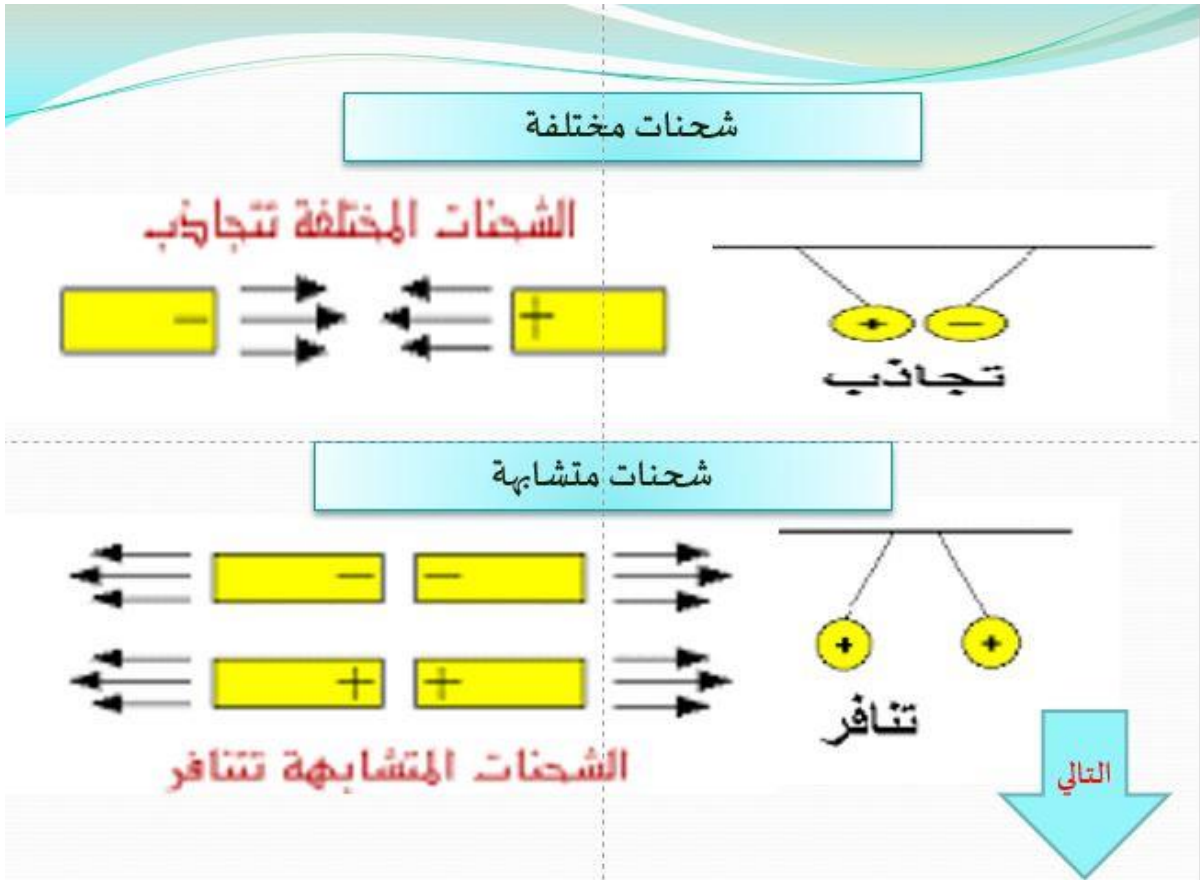 شحنات مختلفة
الشحنات المختلفة تتجاذب
− + + −
تجاذب
شحنات متشابهة
− −
+ + + +
تنافر
الشحنات المتشابهة تتنافر
التالي